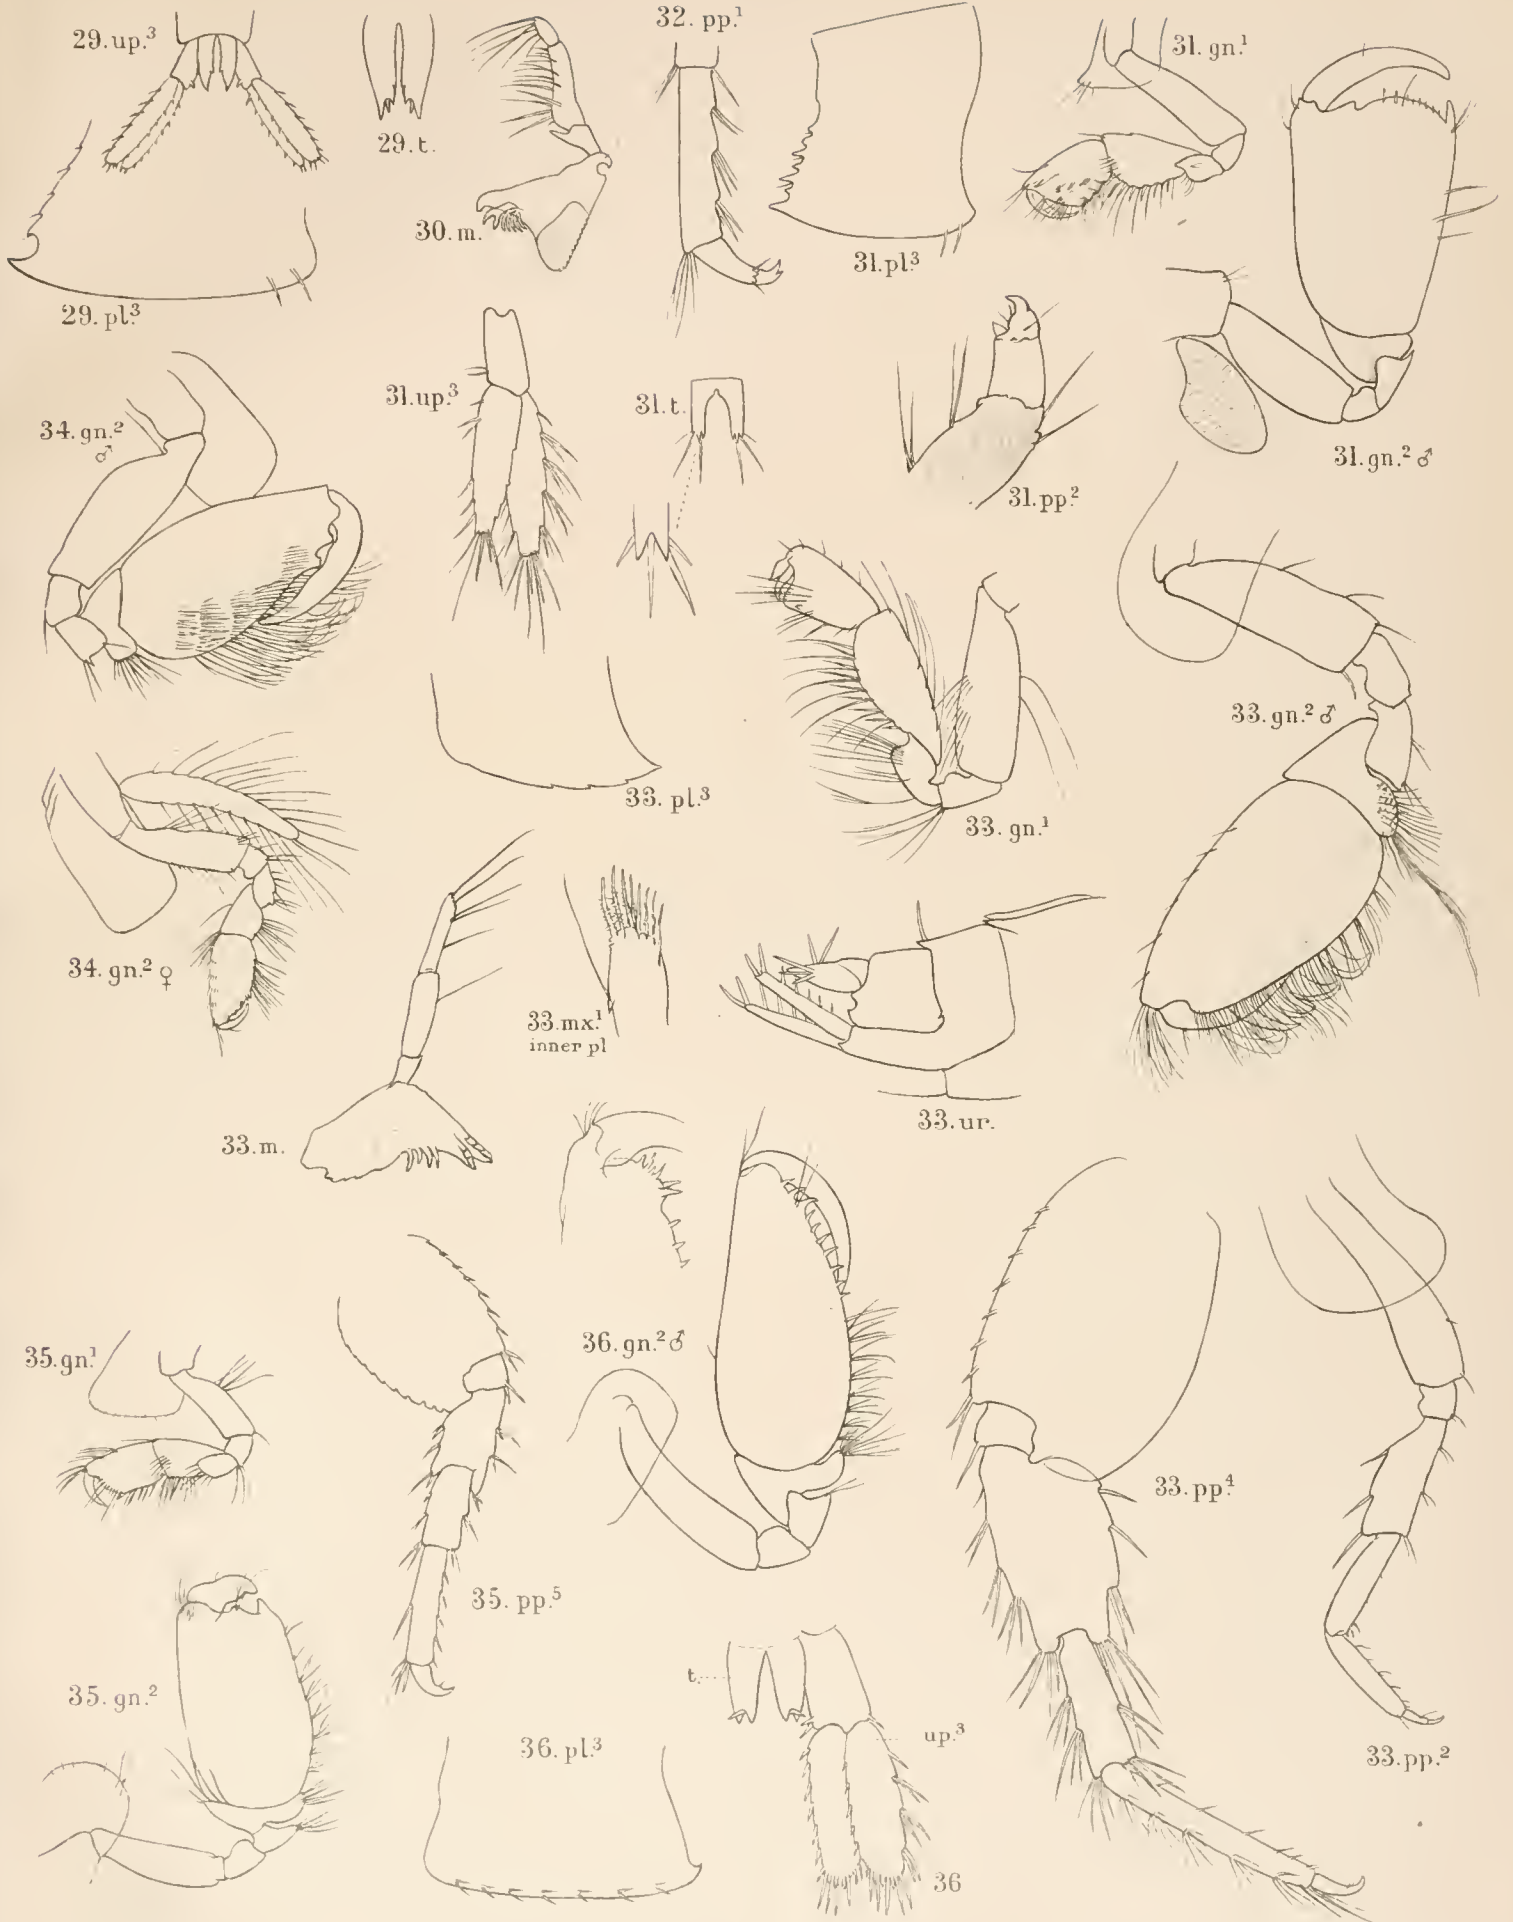 29.up.³
29.t.
30.m.
32. pp.¹
31.pl.³
31.gn.¹
29.pl.³
31.up.³
31.t.
31.pp.²
31.gn.² ♂
34.gn.²
♂
33.gn.² ♂
33. pl.³
33.gn.¹
34.gn.² ♀
33.mx.¹
inner pl
33.ur.
33.m.
35.gn.¹
36.gn.² ♂
33.pp.⁴
35.pp.⁵
35.gn.²
t.
up.³
36.pl.³
33.pp.²
36